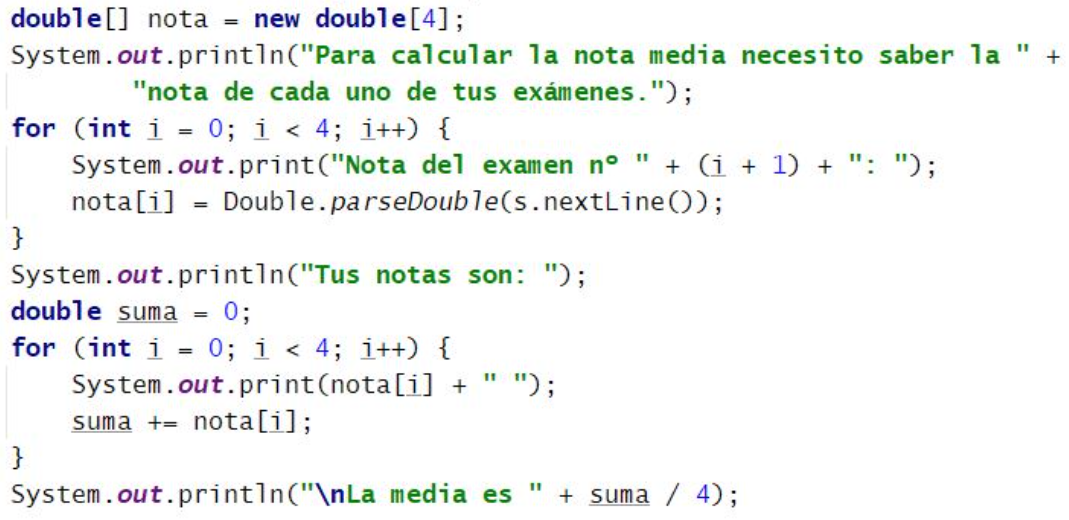 double[] nota = new double[4];
System.out.println("Para calcular la nota media necesito saber la " +
        "nota de cada uno de tus exámenes.");
for (int i = 0; i < 4; i++) {
    System.out.print("Nota del examen nº " + (i + 1) + ": ");
    nota[i] = Double.parseDouble(s.nextLine());
}
System.out.println("Tus notas son: ");
double suma = 0;
for (int i = 0; i < 4; i++) {
    System.out.print(nota[i] + " ");
    suma += nota[i];
}
System.out.println("\nLa media es " + suma / 4);